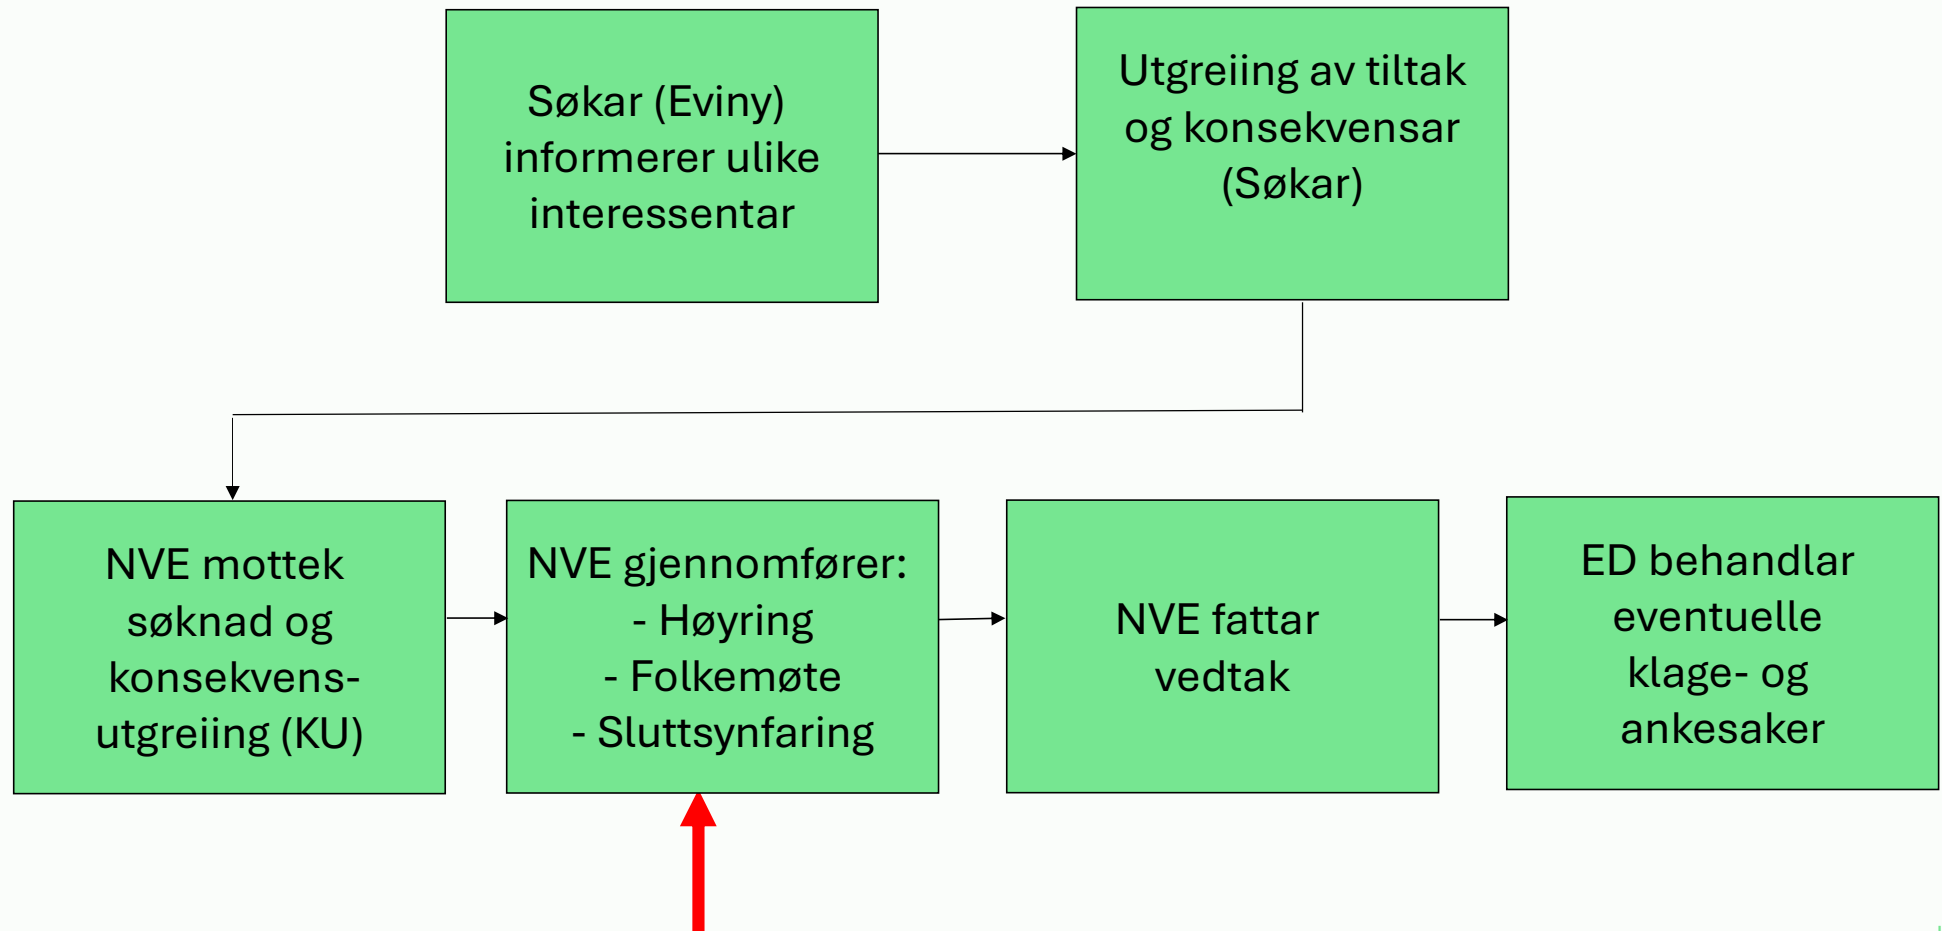 Søkar (Eviny)
informerer ulike
interessentar
Utgreiing av tiltak
og konsekvensar
(Søkar)
NVE mottek
søknad og
konsekvens-
utgreiing (KU)
NVE gjennomfører:
- Høyring
- Folkemøte
- Sluttsynfaring
NVE fattar
vedtak
ED behandlar
eventuelle
klage- og
ankesaker